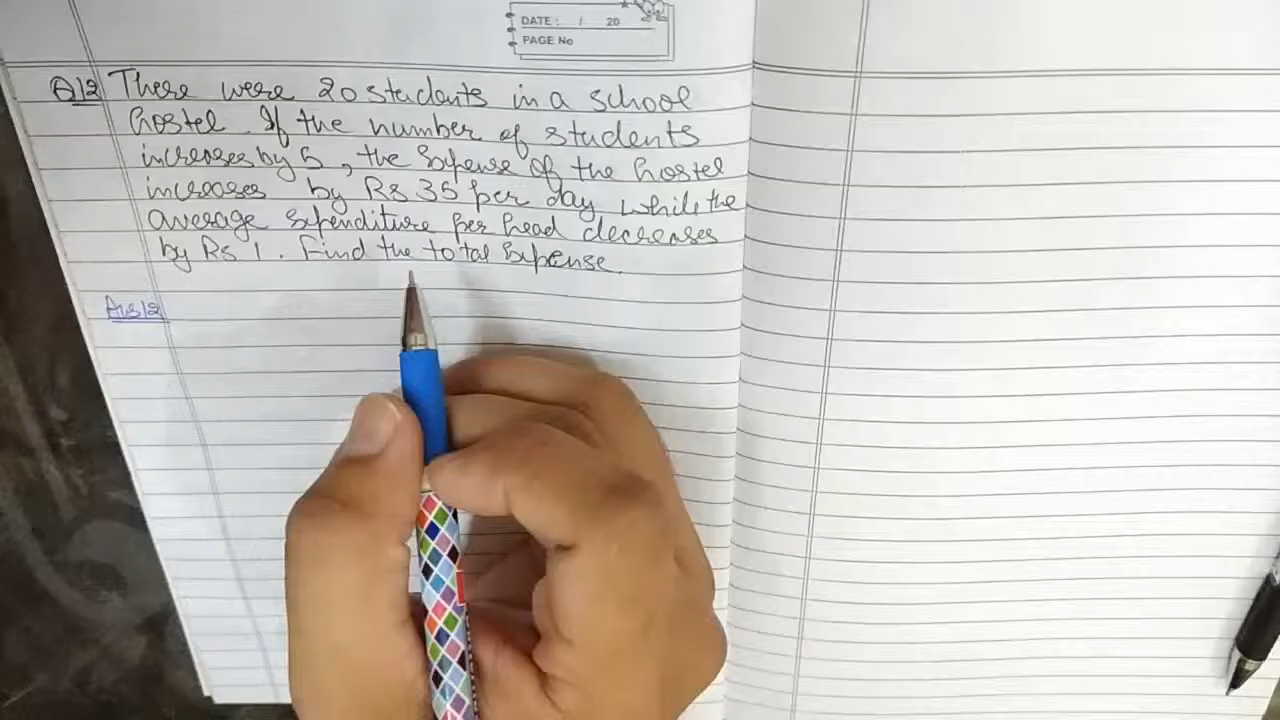 DATE: / 20
PAGE No
Q12 There were 20 students in a school
hostel. If the number of students
increases by 5, the Expense of the hostel
increases by Rs 35 per day while the
average Expenditure per head decreases
by Rs 1. Find the total Expense.
Ans12